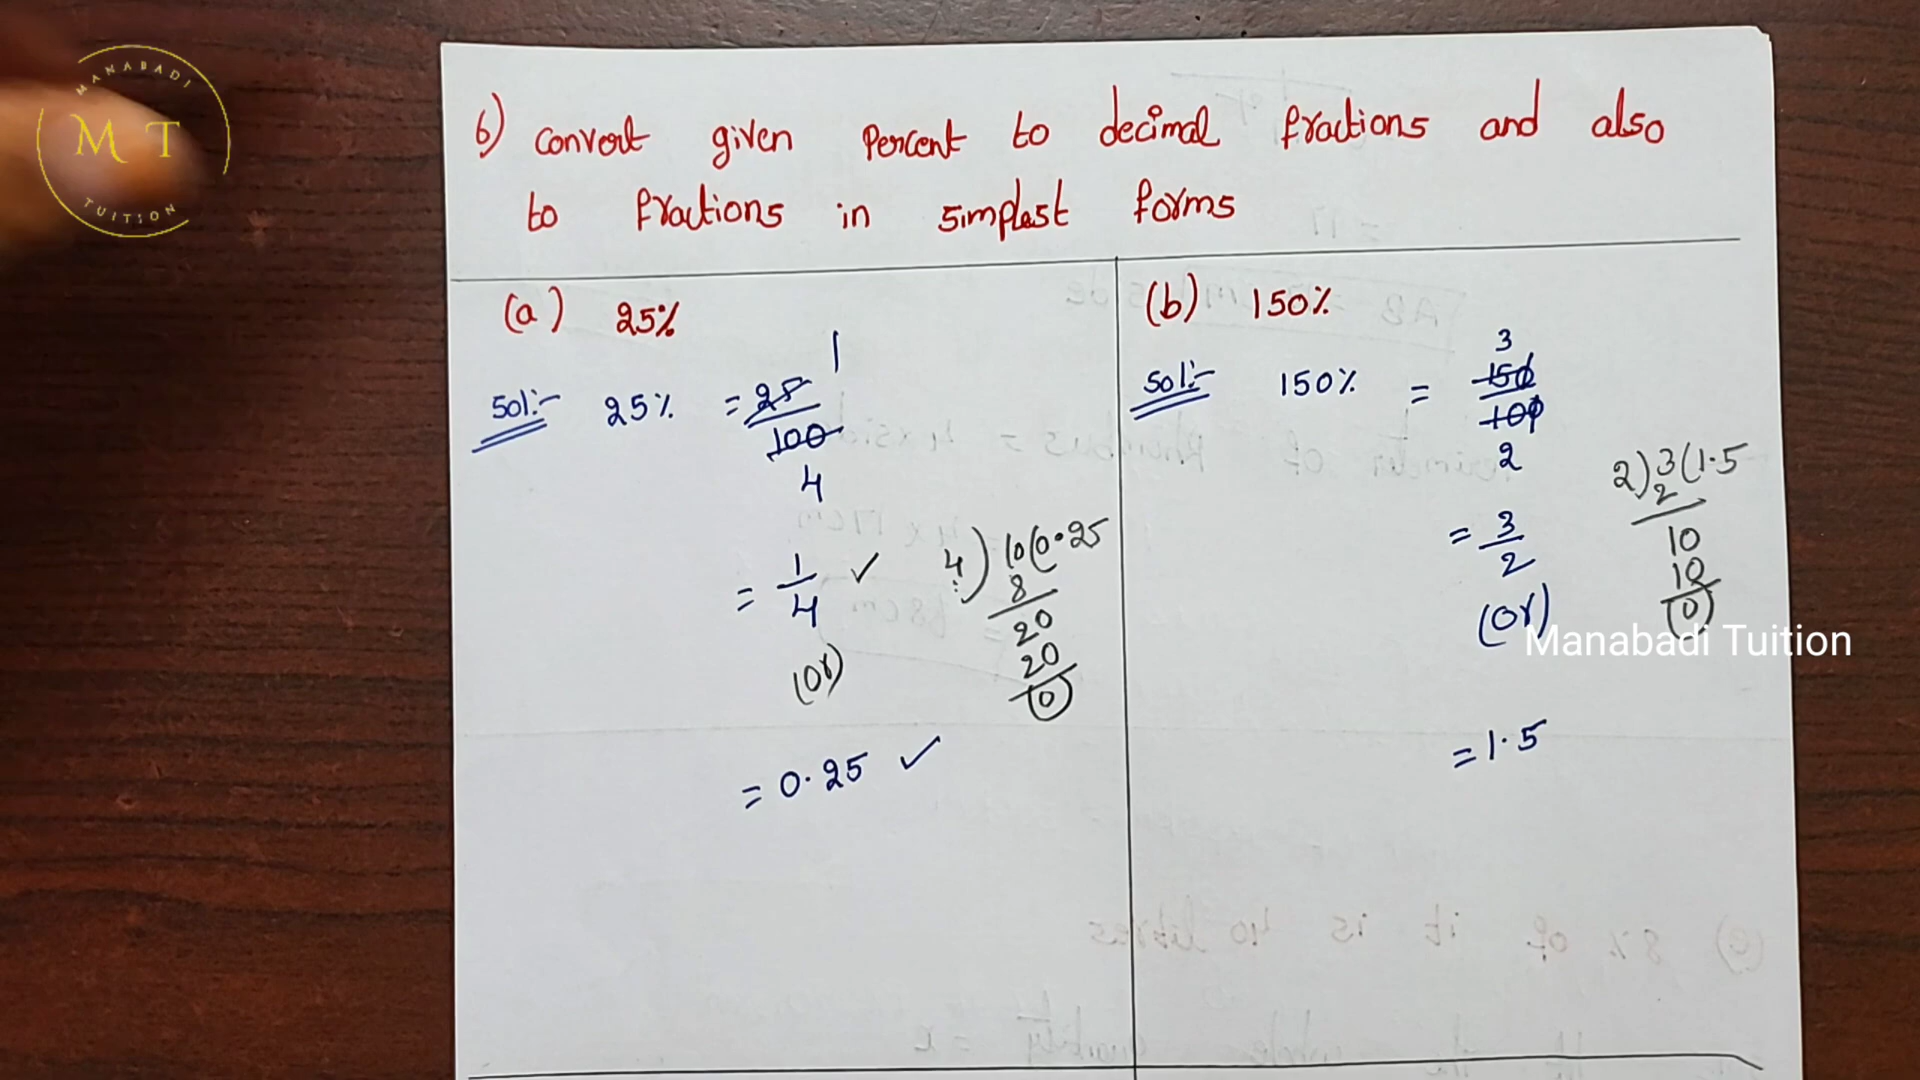 MANABADI
M T
TUITION
6) convert given Percent to decimal fractions and also
to fractions in simplest forms
(a) 25%
Sol:- 25% = 25/100
1
4
= 1/4 ✓
(or)
= 0.25 ✓
4) 10(0.25
8
20
20
0
(b) 150%
Sol:- 150% = 150/100
3
2
= 3/2
(or)
= 1.5
2) 3(1.5
2
10
10
0
Manabadi Tuition